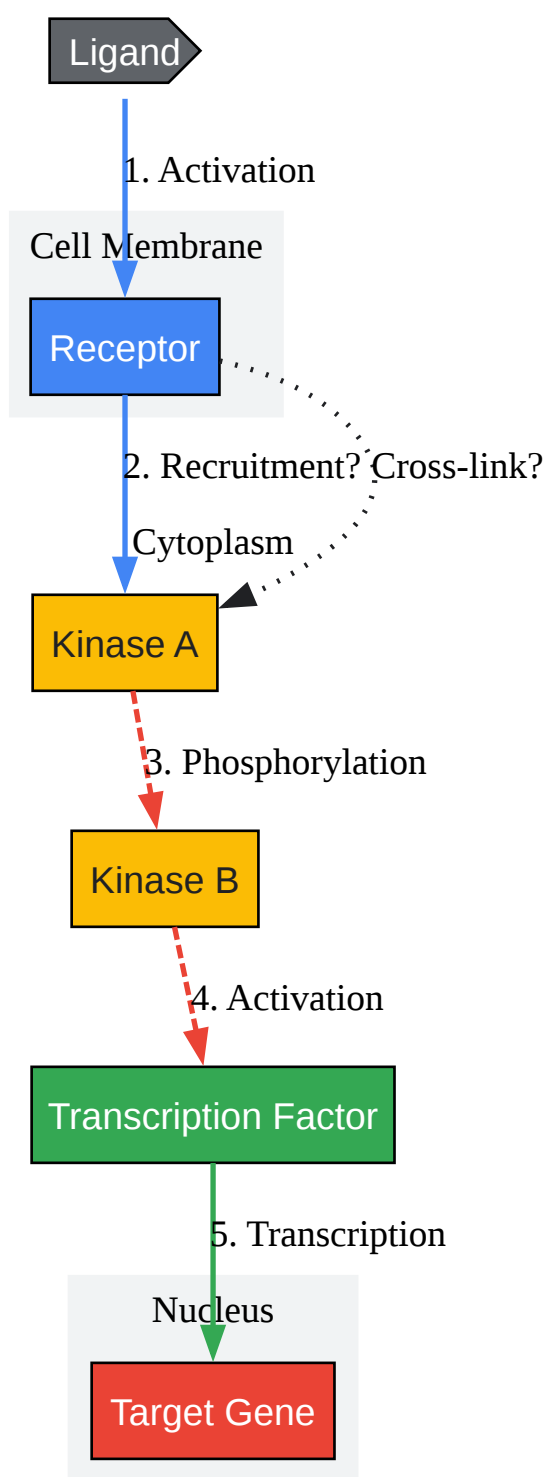 Ligand
1. Activation
Cell Membrane
Receptor
2. Recruitment?
Cross-link?
Cytoplasm
Kinase A
3. Phosphorylation
Kinase B
4. Activation
Transcription Factor
5. Transcription
Nucleus
Target Gene